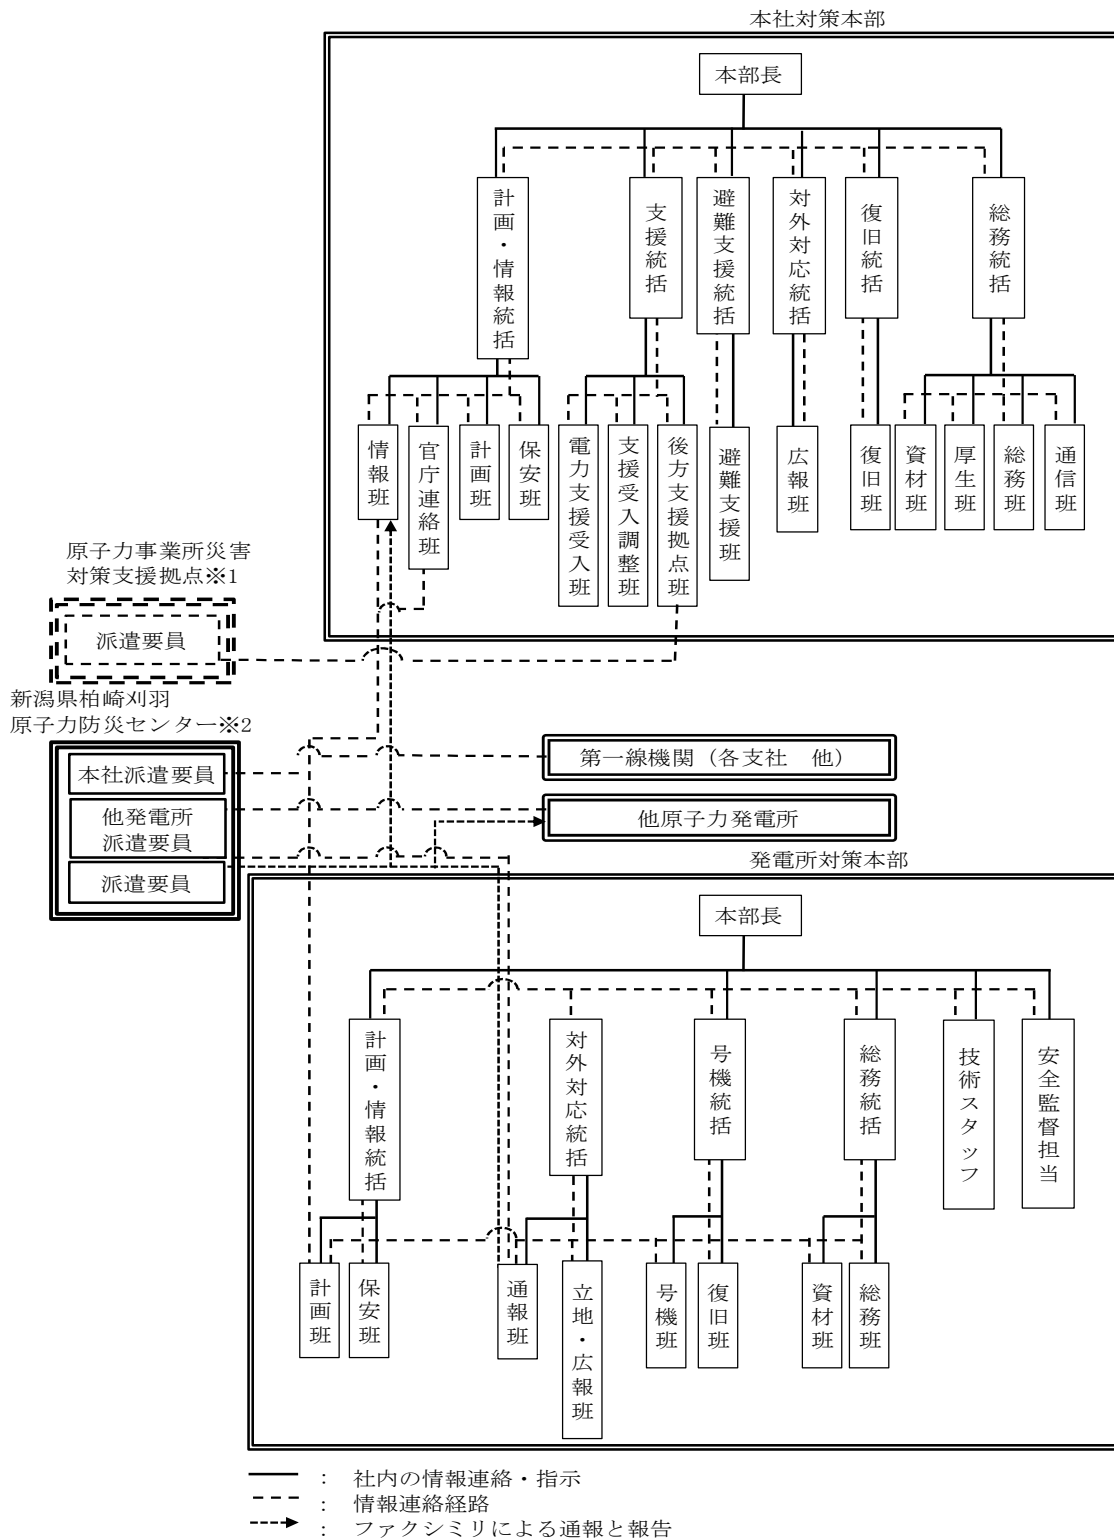 本社対策本部
本部長
計画・情報統括
支援統括
避難支援統括
対外対応統括
復旧統括
総務統括
情報班
官庁連絡班
計画班
保安班
電力支援受入班
支援受入調整班
後方支援拠点班
避難支援班
広報班
復旧班
資材班
厚生班
総務班
通信班
原子力事業所災害
対策支援拠点※1
派遣要員
新潟県柏崎刈羽
原子力防災センター※2
本社派遣要員
他発電所
派遣要員
派遣要員
第一線機関（各支社　他）
他原子力発電所
発電所対策本部
本部長
計画・情報統括
対外対応統括
号機統括
総務統括
技術スタッフ
安全監督担当
計画班
保安班
通報班
立地・広報班
号機班
復旧班
資材班
総務班
：　社内の情報連絡・指示
：　情報連絡経路
：　ファクシミリによる通報と報告